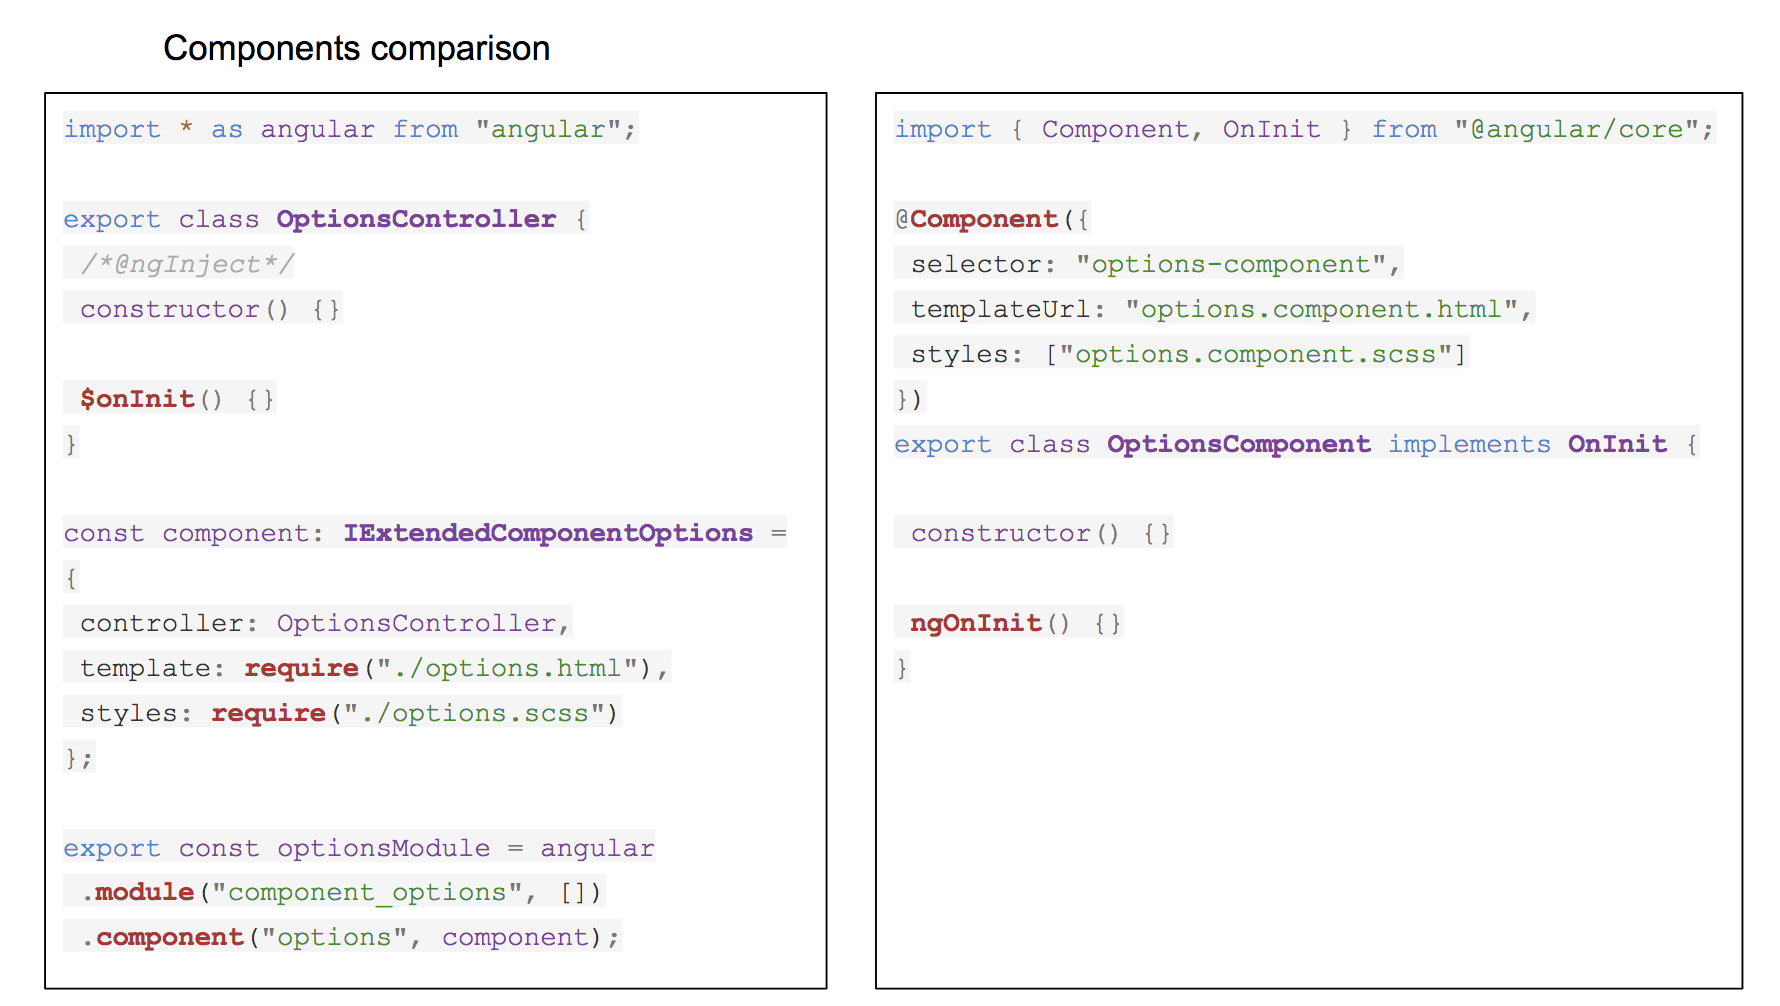 Components comparison
import * as angular from "angular";
export class OptionsController {
/*@ngInject*/
constructor() {}
$onInit() {}
}
const component: IExtendedComponentOptions =
{
controller: OptionsController,
template: require("./options.html"),
styles: require("./options.scss")
};
export const optionsModule = angular
.module("component_options", [])
.component("options", component);
import { Component, OnInit } from "@angular/core";
@Component({
selector: "options-component",
templateUrl: "options.component.html",
styles: ["options.component.scss"]
})
export class OptionsComponent implements OnInit {
constructor() {}
ngOnInit() {}
}